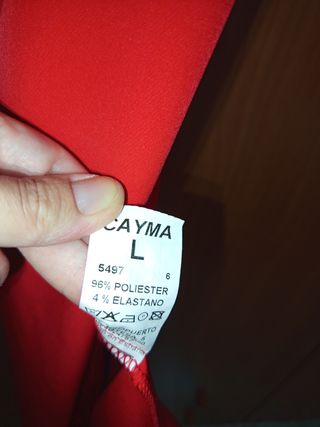 CAYMA
L
5497 6
96% POLIESTER
4% ELASTANO